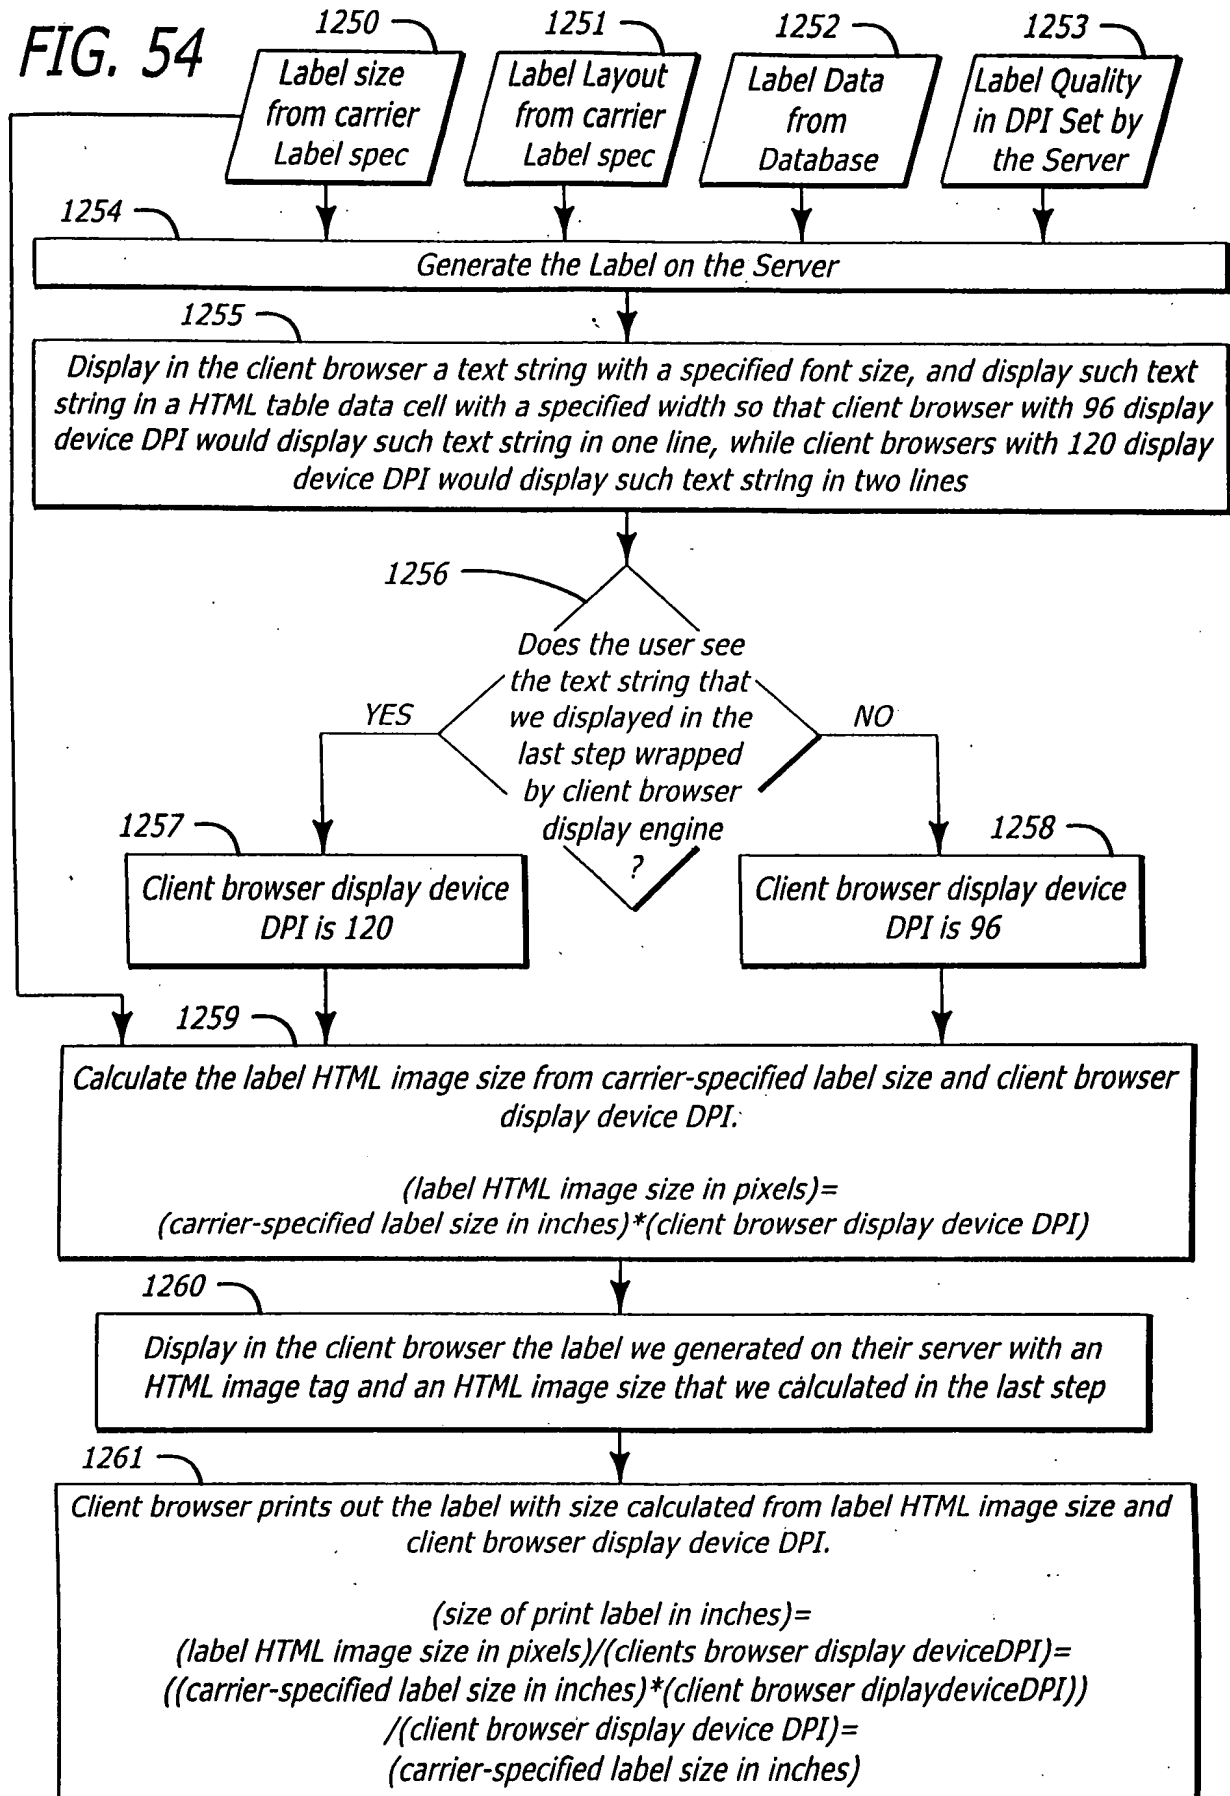 FIG. 54
1250
1251
1252
1253
Label size
from carrier
Label spec
Label Layout
from carrier
Label spec
Label Data
from
Database
Label Quality
in DPI Set by
the Server
1254
Generate the Label on the Server
1255
Display in the client browser a text string with a specified font size, and display such text
string in a HTML table data cell with a specified width so that client browser with 96 display
device DPI would display such text string in one line, while client browsers with 120 display
device DPI would display such text string in two lines
1256
Does the user see
the text string that
we displayed in the
last step wrapped
by client browser
display engine
?
YES
NO
1257
Client browser display device
DPI is 120
1258
Client browser display device
DPI is 96
1259
Calculate the label HTML image size from carrier-specified label size and client browser
display device DPI.
(label HTML image size in pixels)=
(carrier-specified label size in inches)*(client browser display device DPI)
1260
Display in the client browser the label we generated on their server with an
HTML image tag and an HTML image size that we calculated in the last step
1261
Client browser prints out the label with size calculated from label HTML image size and
client browser display device DPI.
(size of print label in inches)=
(label HTML image size in pixels)/(clients browser display deviceDPI)=
((carrier-specified label size in inches)*(client browser diplaydeviceDPI))
/(client browser display device DPI)=
(carrier-specified label size in inches)